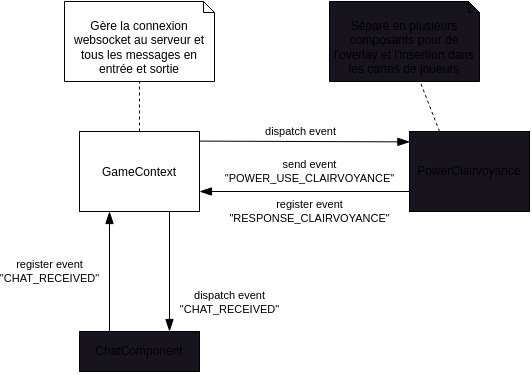 Gère la connexion
websocket au serveur et
tous les messages en
entrée et sortie
Séparé en plusieurs
composants pour de
l'overlay et l'insertion dans
les cartes de joueurs
dispatch event
GameContext
send event
"POWER_USE_CLAIRVOYANCE"
PowerClairvoyance
register event
"RESPONSE_CLAIRVOYANCE"
register event
"CHAT_RECEIVED"
dispatch event
"CHAT_RECEIVED"
ChatComponent